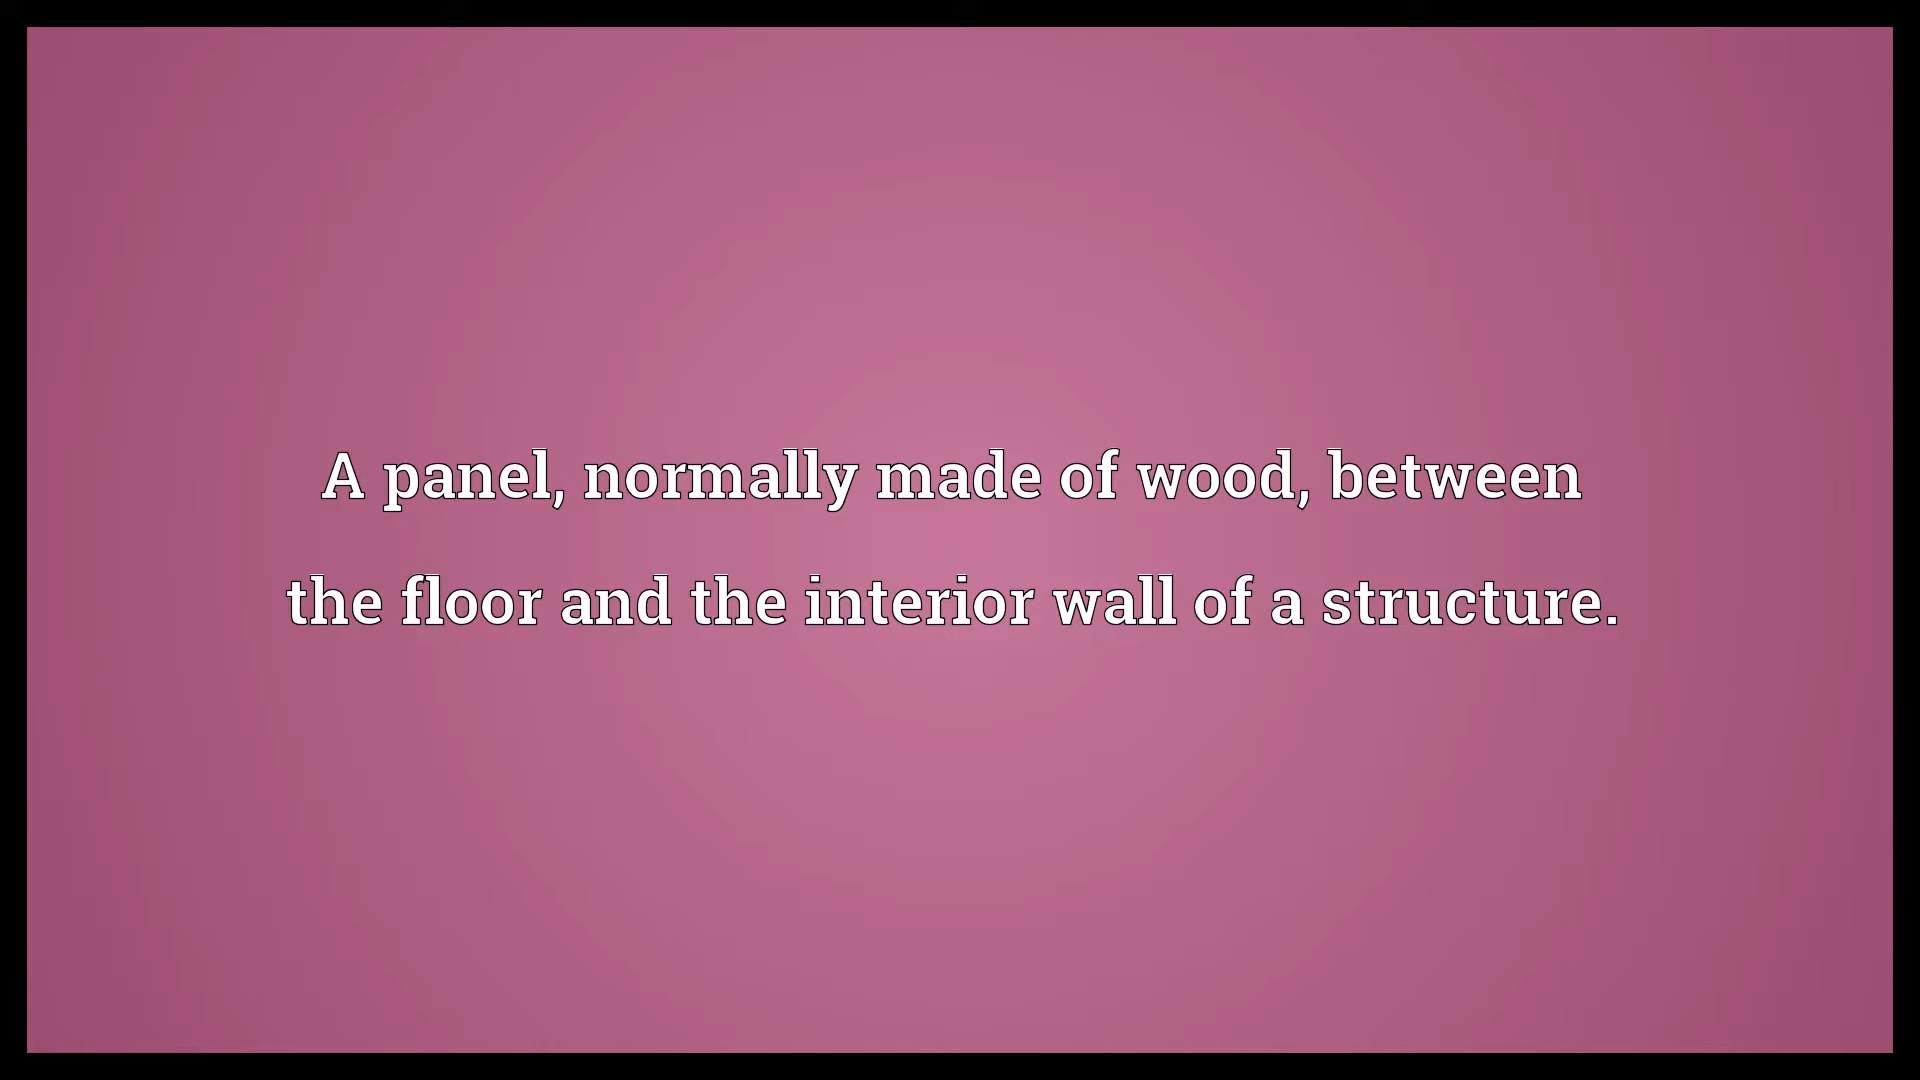 A panel, normally made of wood, between
the floor and the interior wall of a structure.